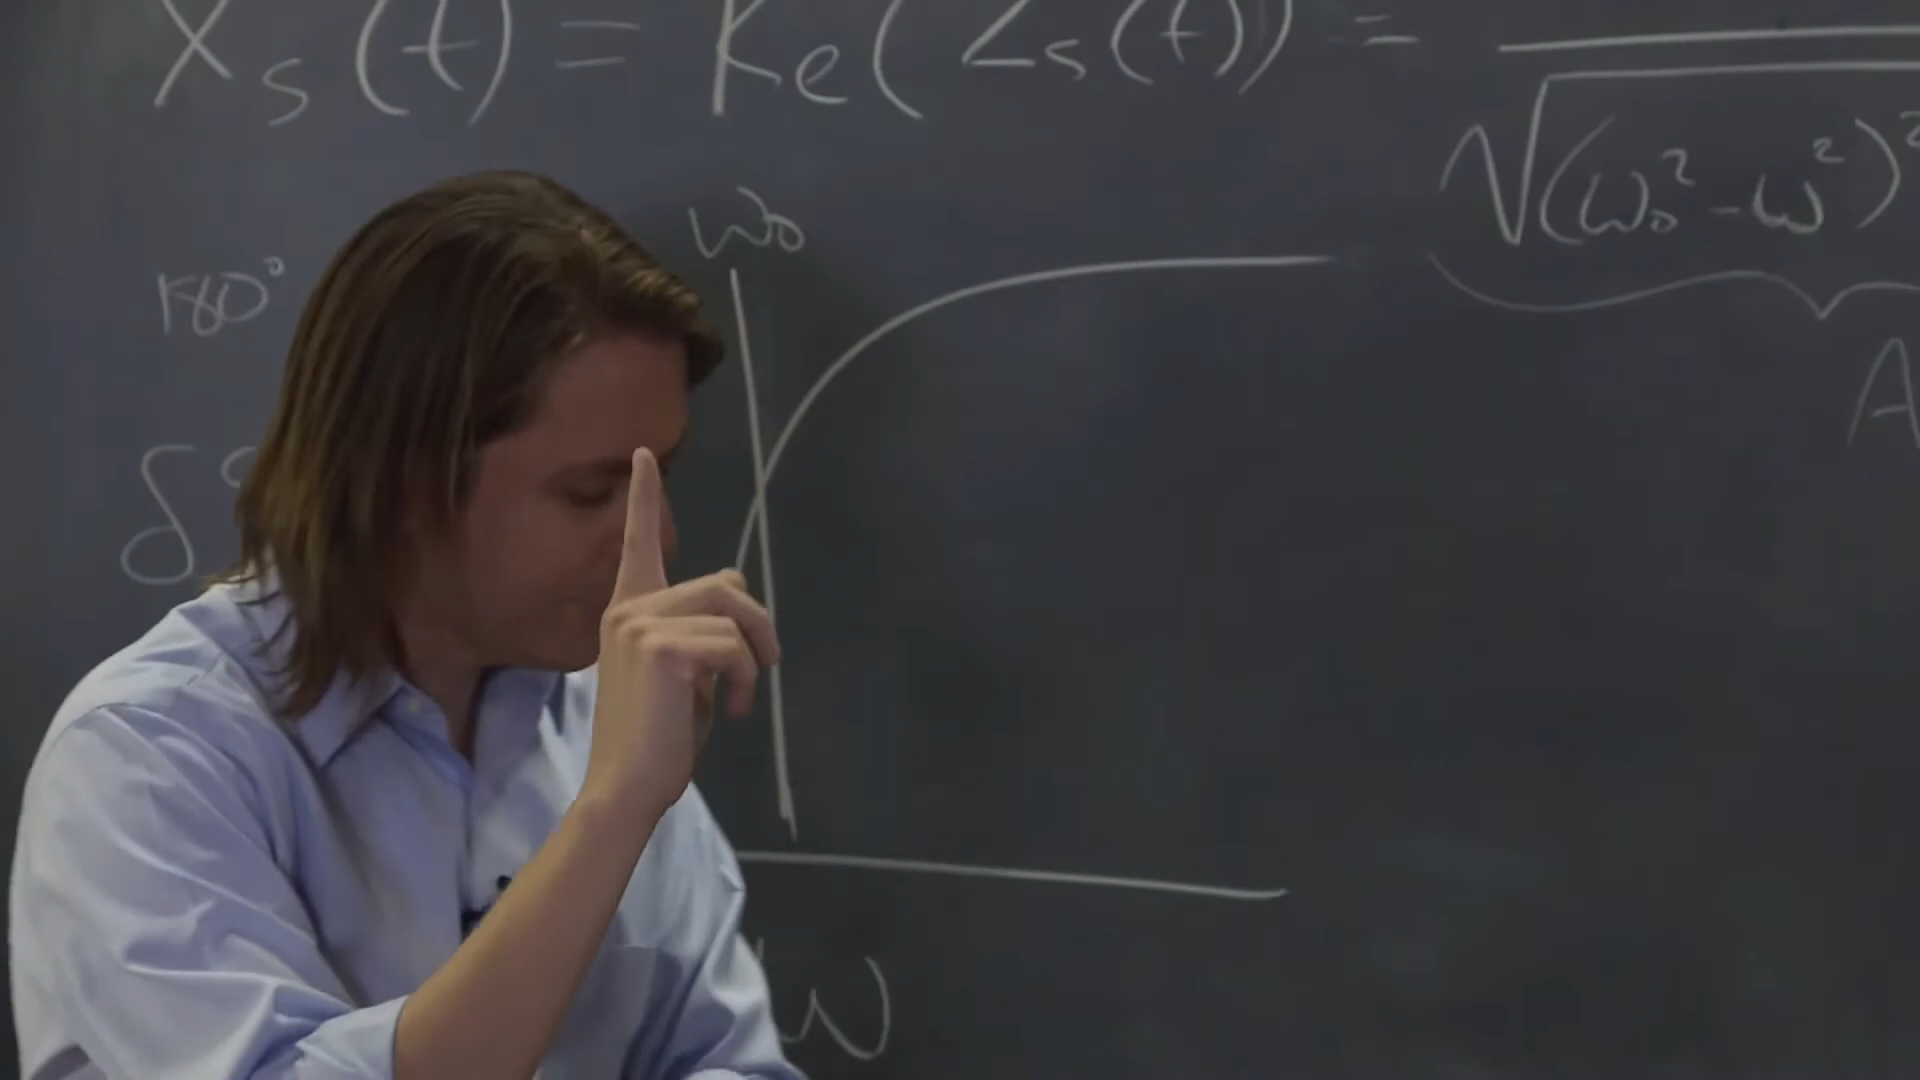 Xs(t) = Re(Zs(t)) =
√(ω₀² - ω²)²
ω₀
180°
δ
A
ω